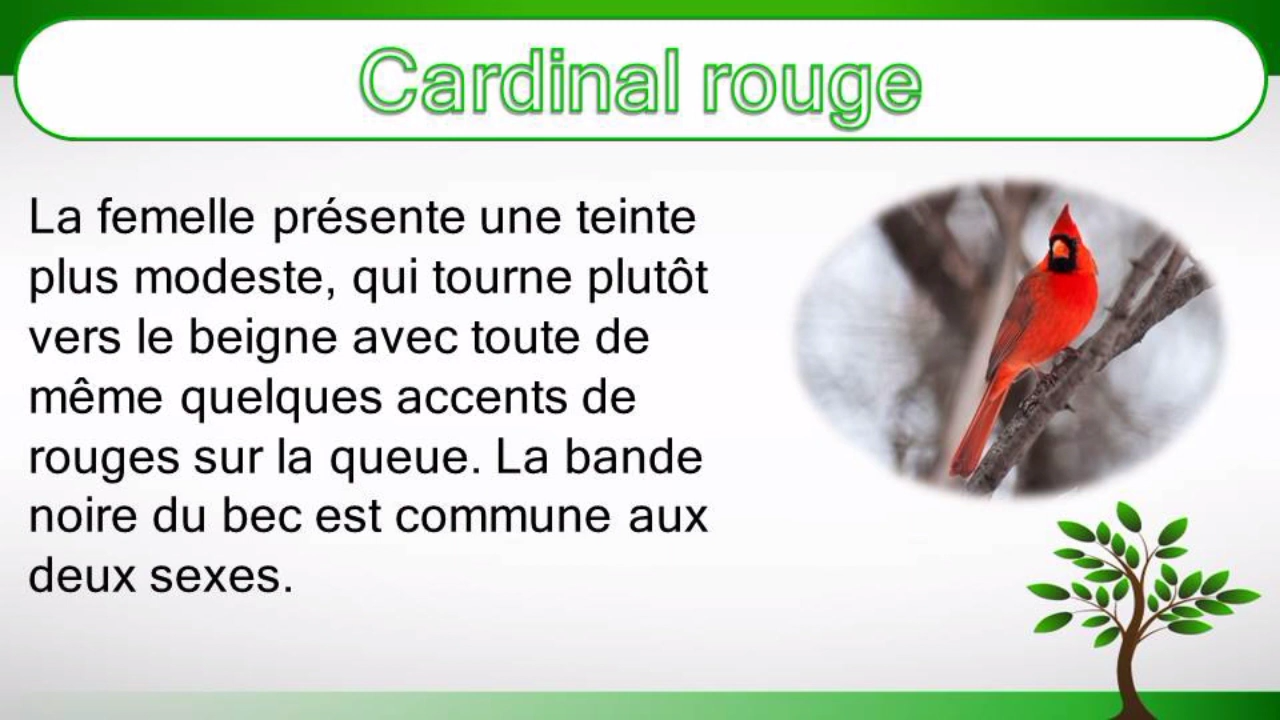 Cardinal rouge
La femelle présente une teinte
plus modeste, qui tourne plutôt
vers le beigne avec toute de
même quelques accents de
rouges sur la queue. La bande
noire du bec est commune aux
deux sexes.